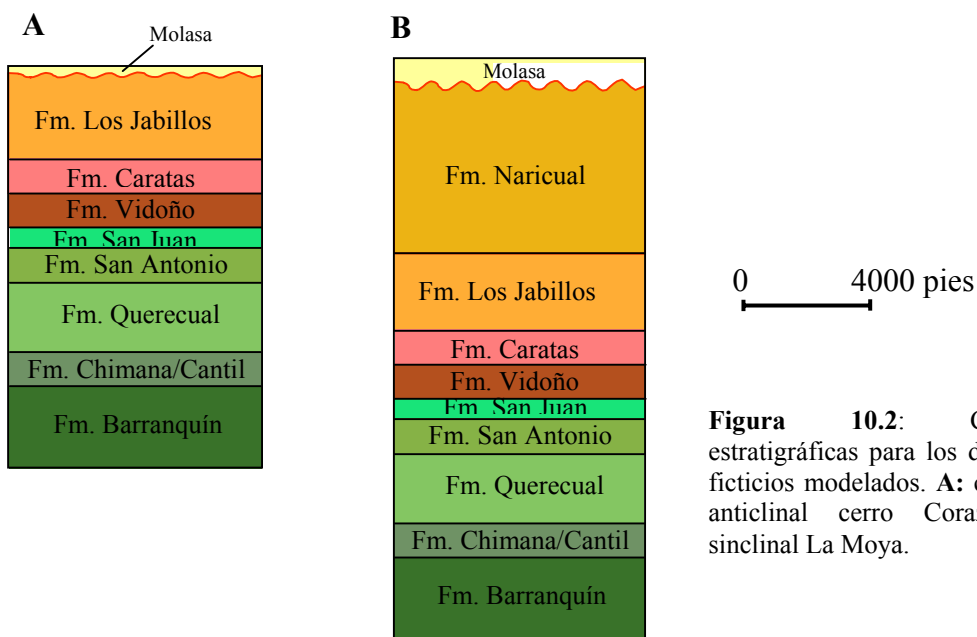 A
Molasa
Fm. Los Jabillos
Fm. Caratas
Fm. Vidoño
Fm. San Juan
Fm. San Antonio
Fm. Querecual
Fm. Chimana/Cantil
Fm. Barranquín
B
Molasa
Fm. Naricual
Fm. Los Jabillos
Fm. Caratas
Fm. Vidoño
Fm. San Juan
Fm. San Antonio
Fm. Querecual
Fm. Chimana/Cantil
Fm. Barranquín
0 4000 pies
Figura 10.2:
estratigráficas para los
ficticios modelados. A:
anticlinal cerro
sinclinal La Moya.